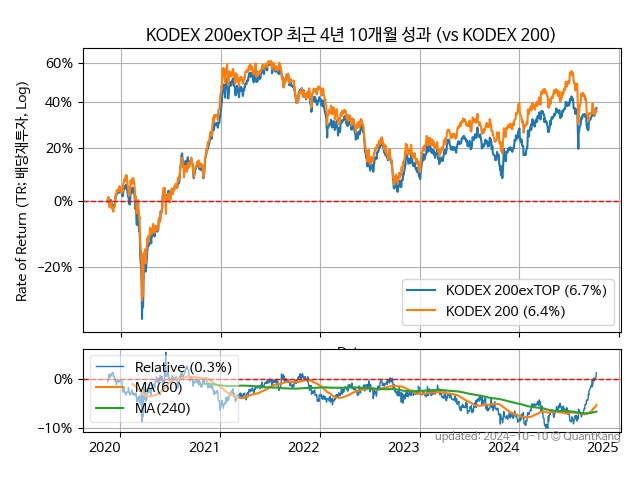 KODEX 200exTOP 최근 4년 10개월 성과 (vs KODEX 200)
Rate of Return (TR: 배당재투자, Log)
60%
40%
20%
0%
−20%
KODEX 200exTOP (6.7%)
KODEX 200 (6.4%)
0%
−10%
Relative (0.3%)
MA(60)
MA(240)
2020
2021
2022
2023
2024
2025
updated: 2024-10-10 © QuantKang